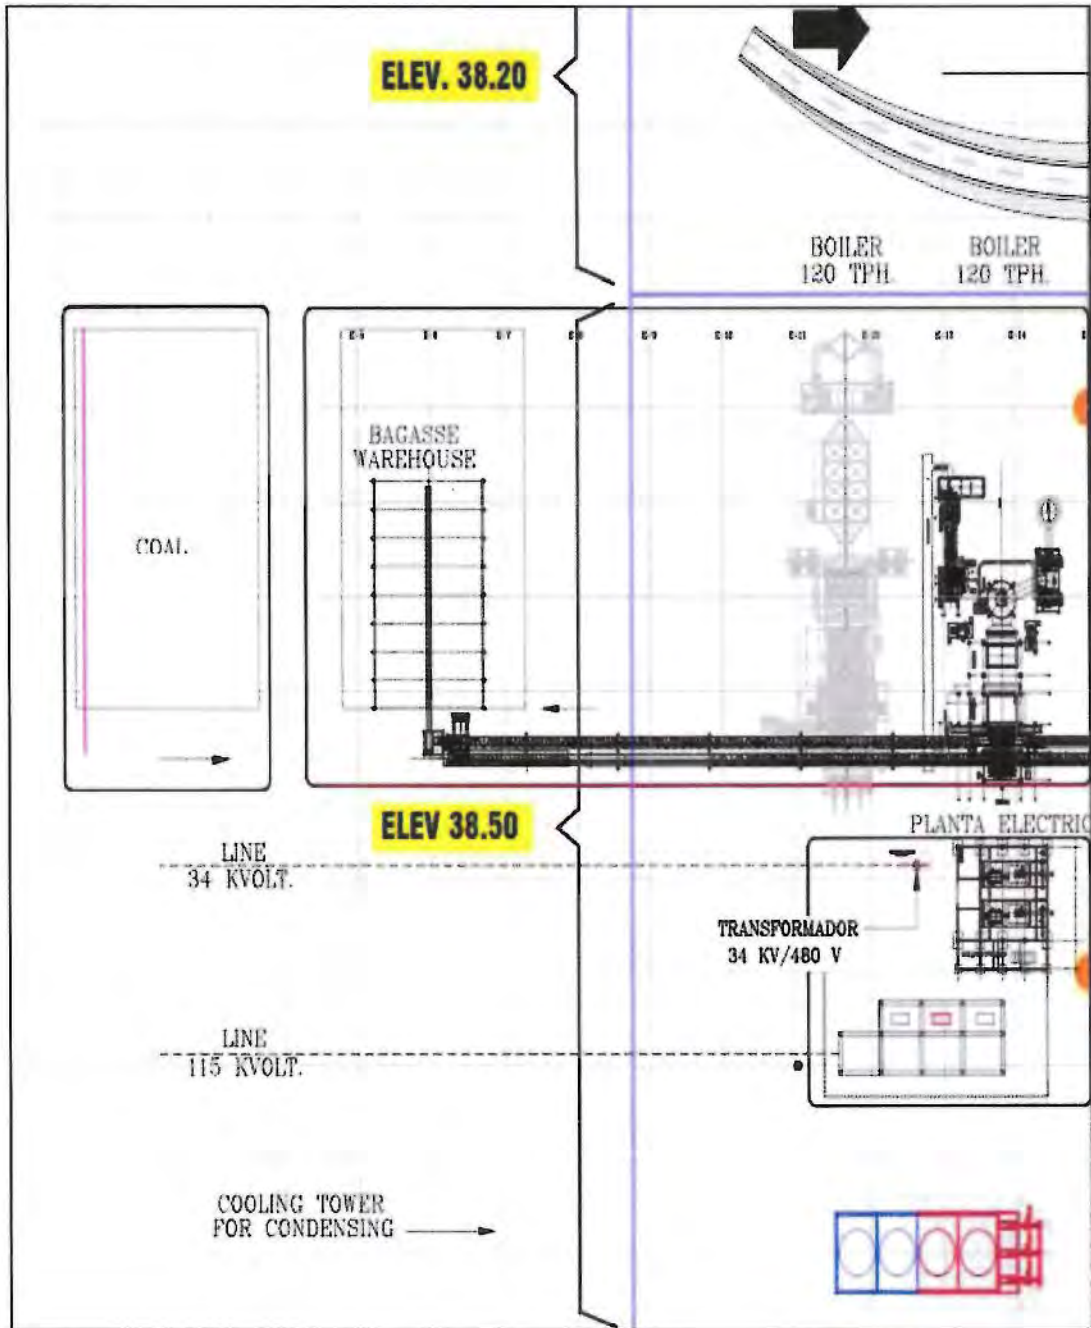 ELEV. 38.20
BOILER
120 TPH.
BOILER
120 TPH.
BAGASSE
WAREHOUSE
COAL
ELEV 38.50
PLANTA ELECTRIC
LINE
34 KVOLT.
TRANSFORMADOR
34 KV/480 V
LINE
115 KVOLT.
COOLING TOWER
FOR CONDENSING